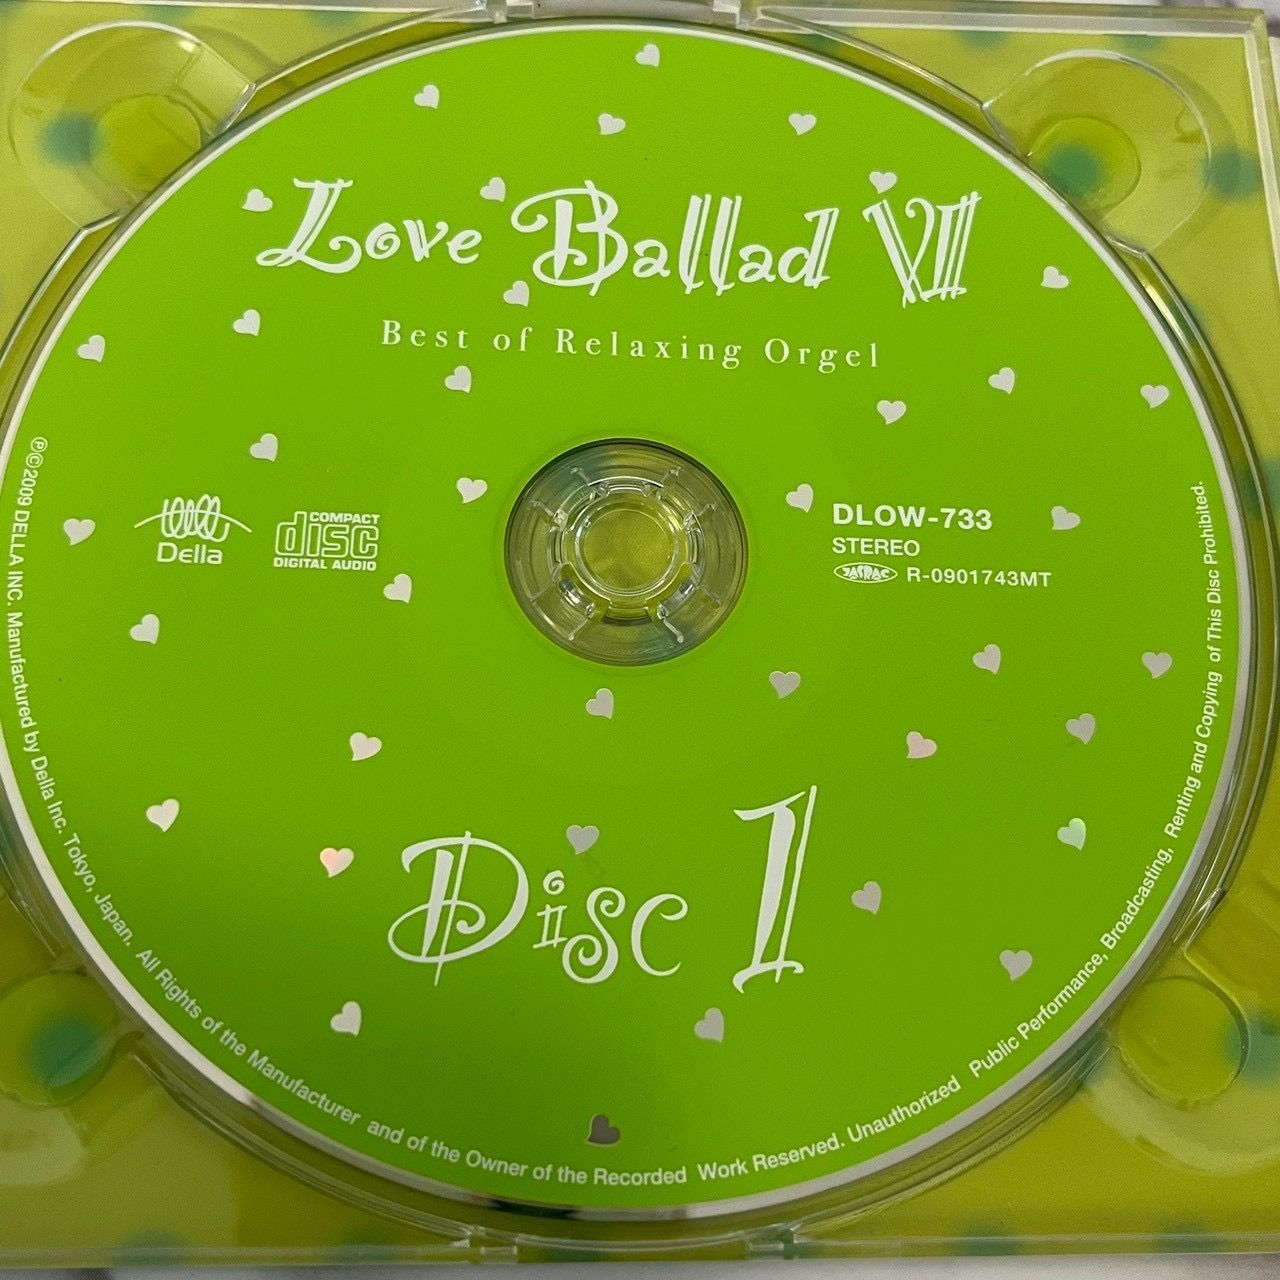 Love Ballad VII
Best of Relaxing Orgel
Della
COMPACT
disc
DIGITAL AUDIO
DLOW-733
STEREO
JASRAC R-0901743MT
Disc 1
Ⓟ©2009 DELLA INC. Manufactured by Della Inc. Tokyo, Japan. All Rights of the Manufacturer and of the Owner of the Recorded Work Reserved. Unauthorized Public Performance, Broadcasting, Renting and Copying of This Disc Prohibited.